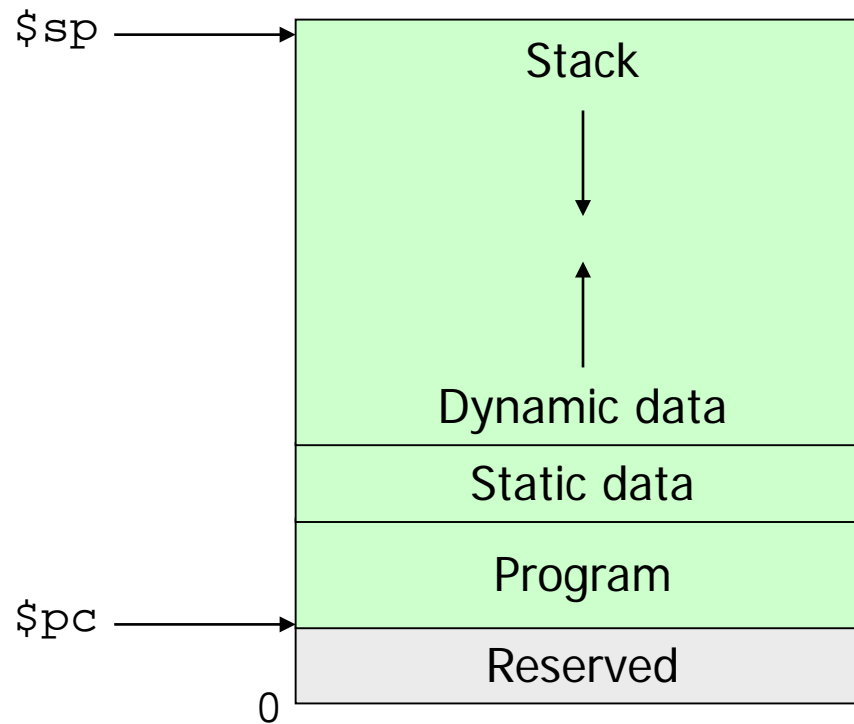 $sp
Stack
Dynamic data
Static data
Program
$pc
Reserved
0